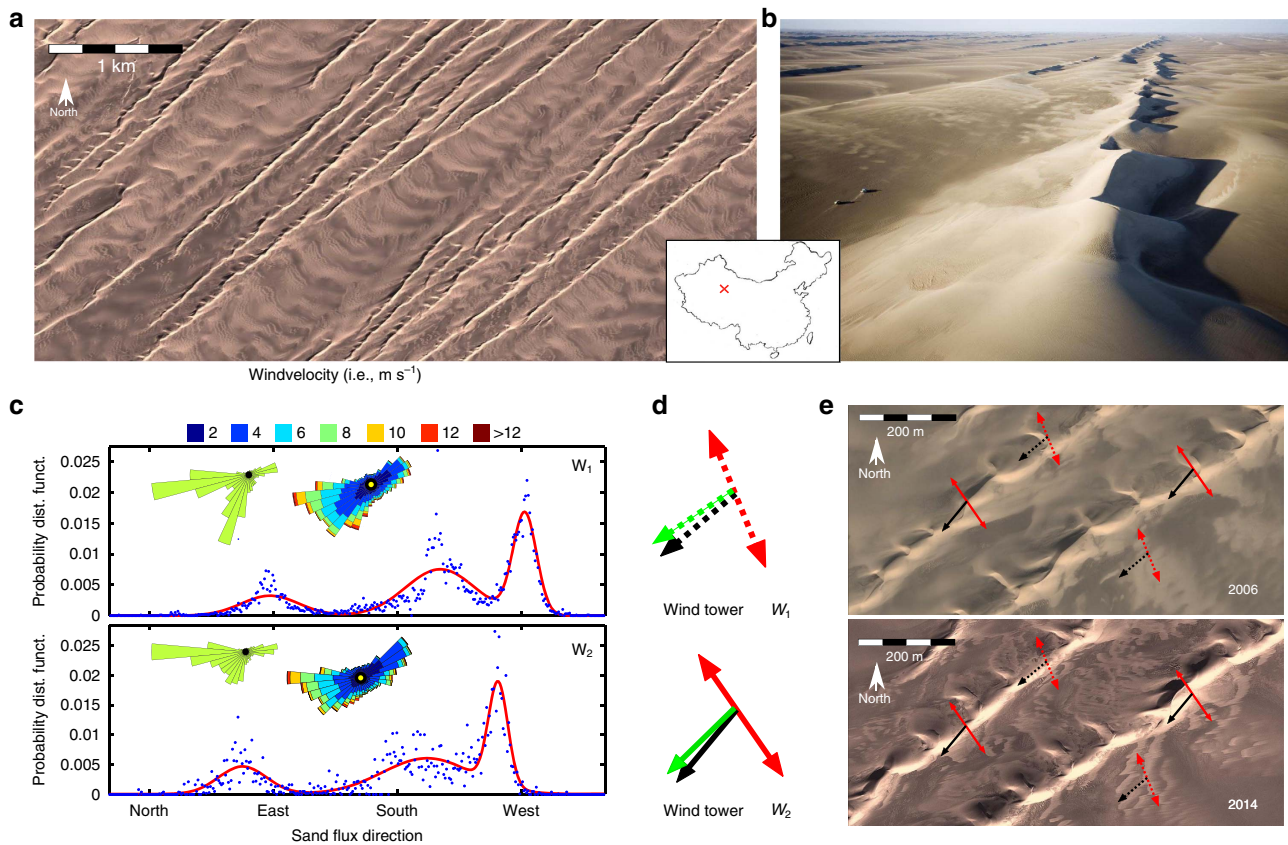 a
1 km
North
b
Windvelocity (i.e., m s⁻¹)
c
2 4 6 8 10 12 >12
Probability dist. funct.
0.025
0.02
0.015
0.01
0.005
0
W₁
Probability dist. funct.
0.025
0.02
0.015
0.01
0.005
0
W₂
North East South West
Sand flux direction
d
Wind tower W₁
Wind tower W₂
e
200 m
North
2006
200 m
North
2014